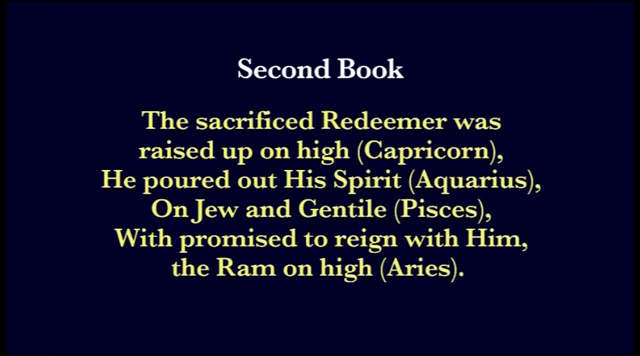 Second Book
The sacrificed Redeemer was
raised up on high (Capricorn),
He poured out His Spirit (Aquarius),
On Jew and Gentile (Pisces),
With promised to reign with Him,
the Ram on high (Aries).